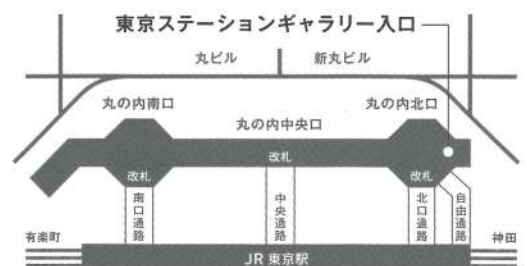 東京ステーションギャラリー入口
丸ビル
新丸ビル
丸の内南口
丸の内北口
丸の内中央口
改札
改札
改札
南口通路
中央通路
北口通路
自由通路
有楽町
神田
JR 東京駅